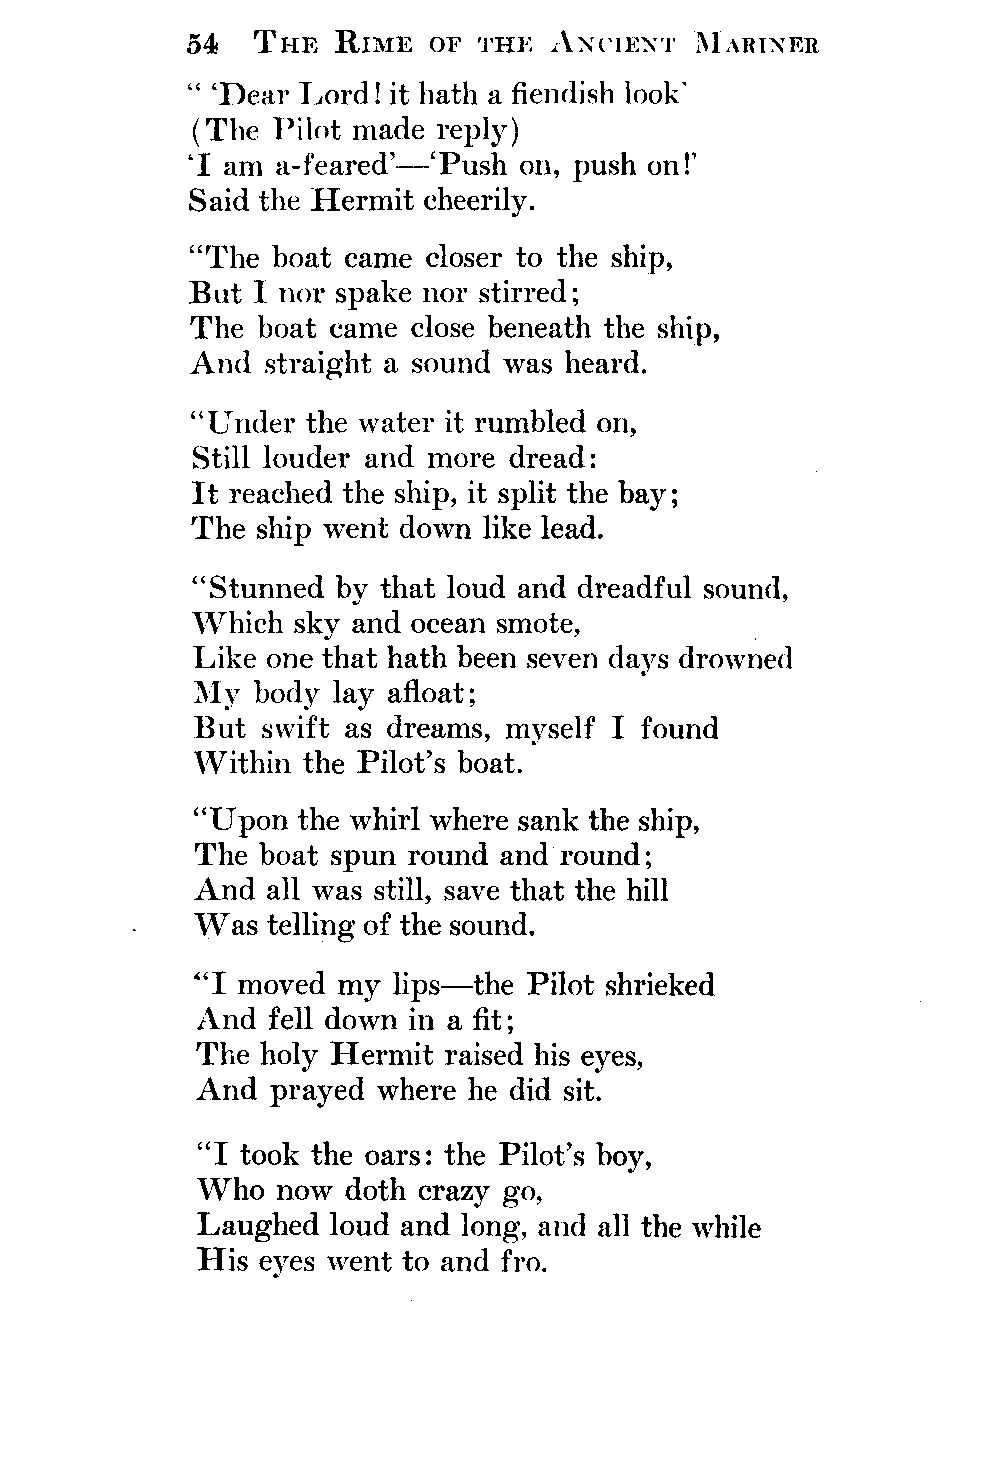 54 THE RIME OF THE ANCIENT MARINER
" 'Dear Lord! it hath a fiendish look'
(The Pilot made reply)
'I am a-feared'—'Push on, push on!'
Said the Hermit cheerily.
"The boat came closer to the ship,
But I nor spake nor stirred;
The boat came close beneath the ship,
And straight a sound was heard.
"Under the water it rumbled on,
Still louder and more dread:
It reached the ship, it split the bay;
The ship went down like lead.
"Stunned by that loud and dreadful sound,
Which sky and ocean smote,
Like one that hath been seven days drowned
My body lay afloat;
But swift as dreams, myself I found
Within the Pilot's boat.
"Upon the whirl where sank the ship,
The boat spun round and round;
And all was still, save that the hill
Was telling of the sound.
"I moved my lips—the Pilot shrieked
And fell down in a fit;
The holy Hermit raised his eyes,
And prayed where he did sit.
"I took the oars: the Pilot's boy,
Who now doth crazy go,
Laughed loud and long, and all the while
His eyes went to and fro.